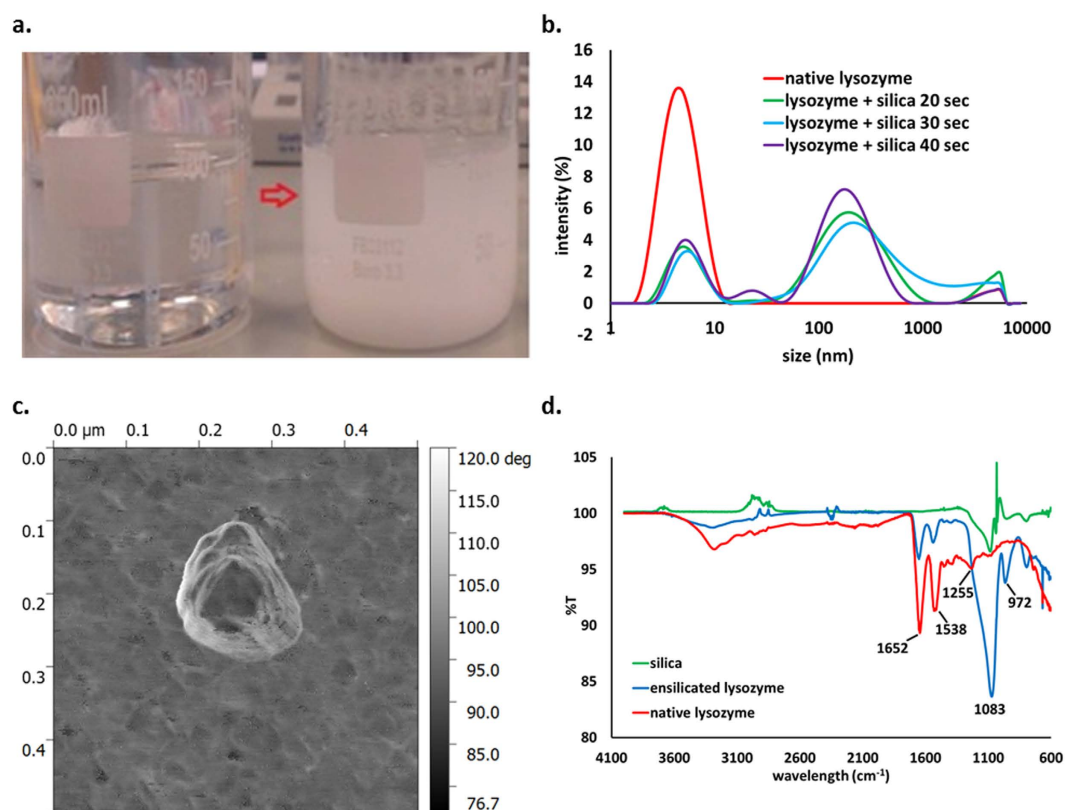 a.
b.
150
100
50
16
14
12
10
8
6
4
2
0
-2
intensity (%)
native lysozyme
lysozyme + silica 20 sec
lysozyme + silica 30 sec
lysozyme + silica 40 sec
1 10 100 1000 10000
size (nm)
c.
0.0 µm 0.1 0.2 0.3 0.4
0.0
0.1
0.2
0.3
0.4
120.0 deg
115.0
110.0
105.0
100.0
95.0
90.0
85.0
76.7
d.
105
100
95
90
85
80
%T
1652
1538
1255
1083
972
silica
ensilicated lysozyme
native lysozyme
4100 3600 3100 2600 2100 1600 1100 600
wavelength (cm⁻¹)